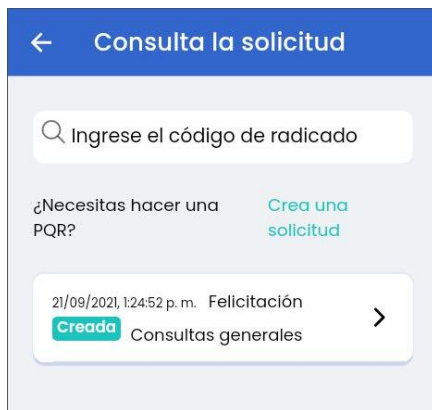 Consulta la solicitud
Ingrese el código de radicado
¿Necesitas hacer una
PQR?
Crea una
solicitud
21/09/2021, 1:24:52 p. m. Felicitación
Creada Consultas generales